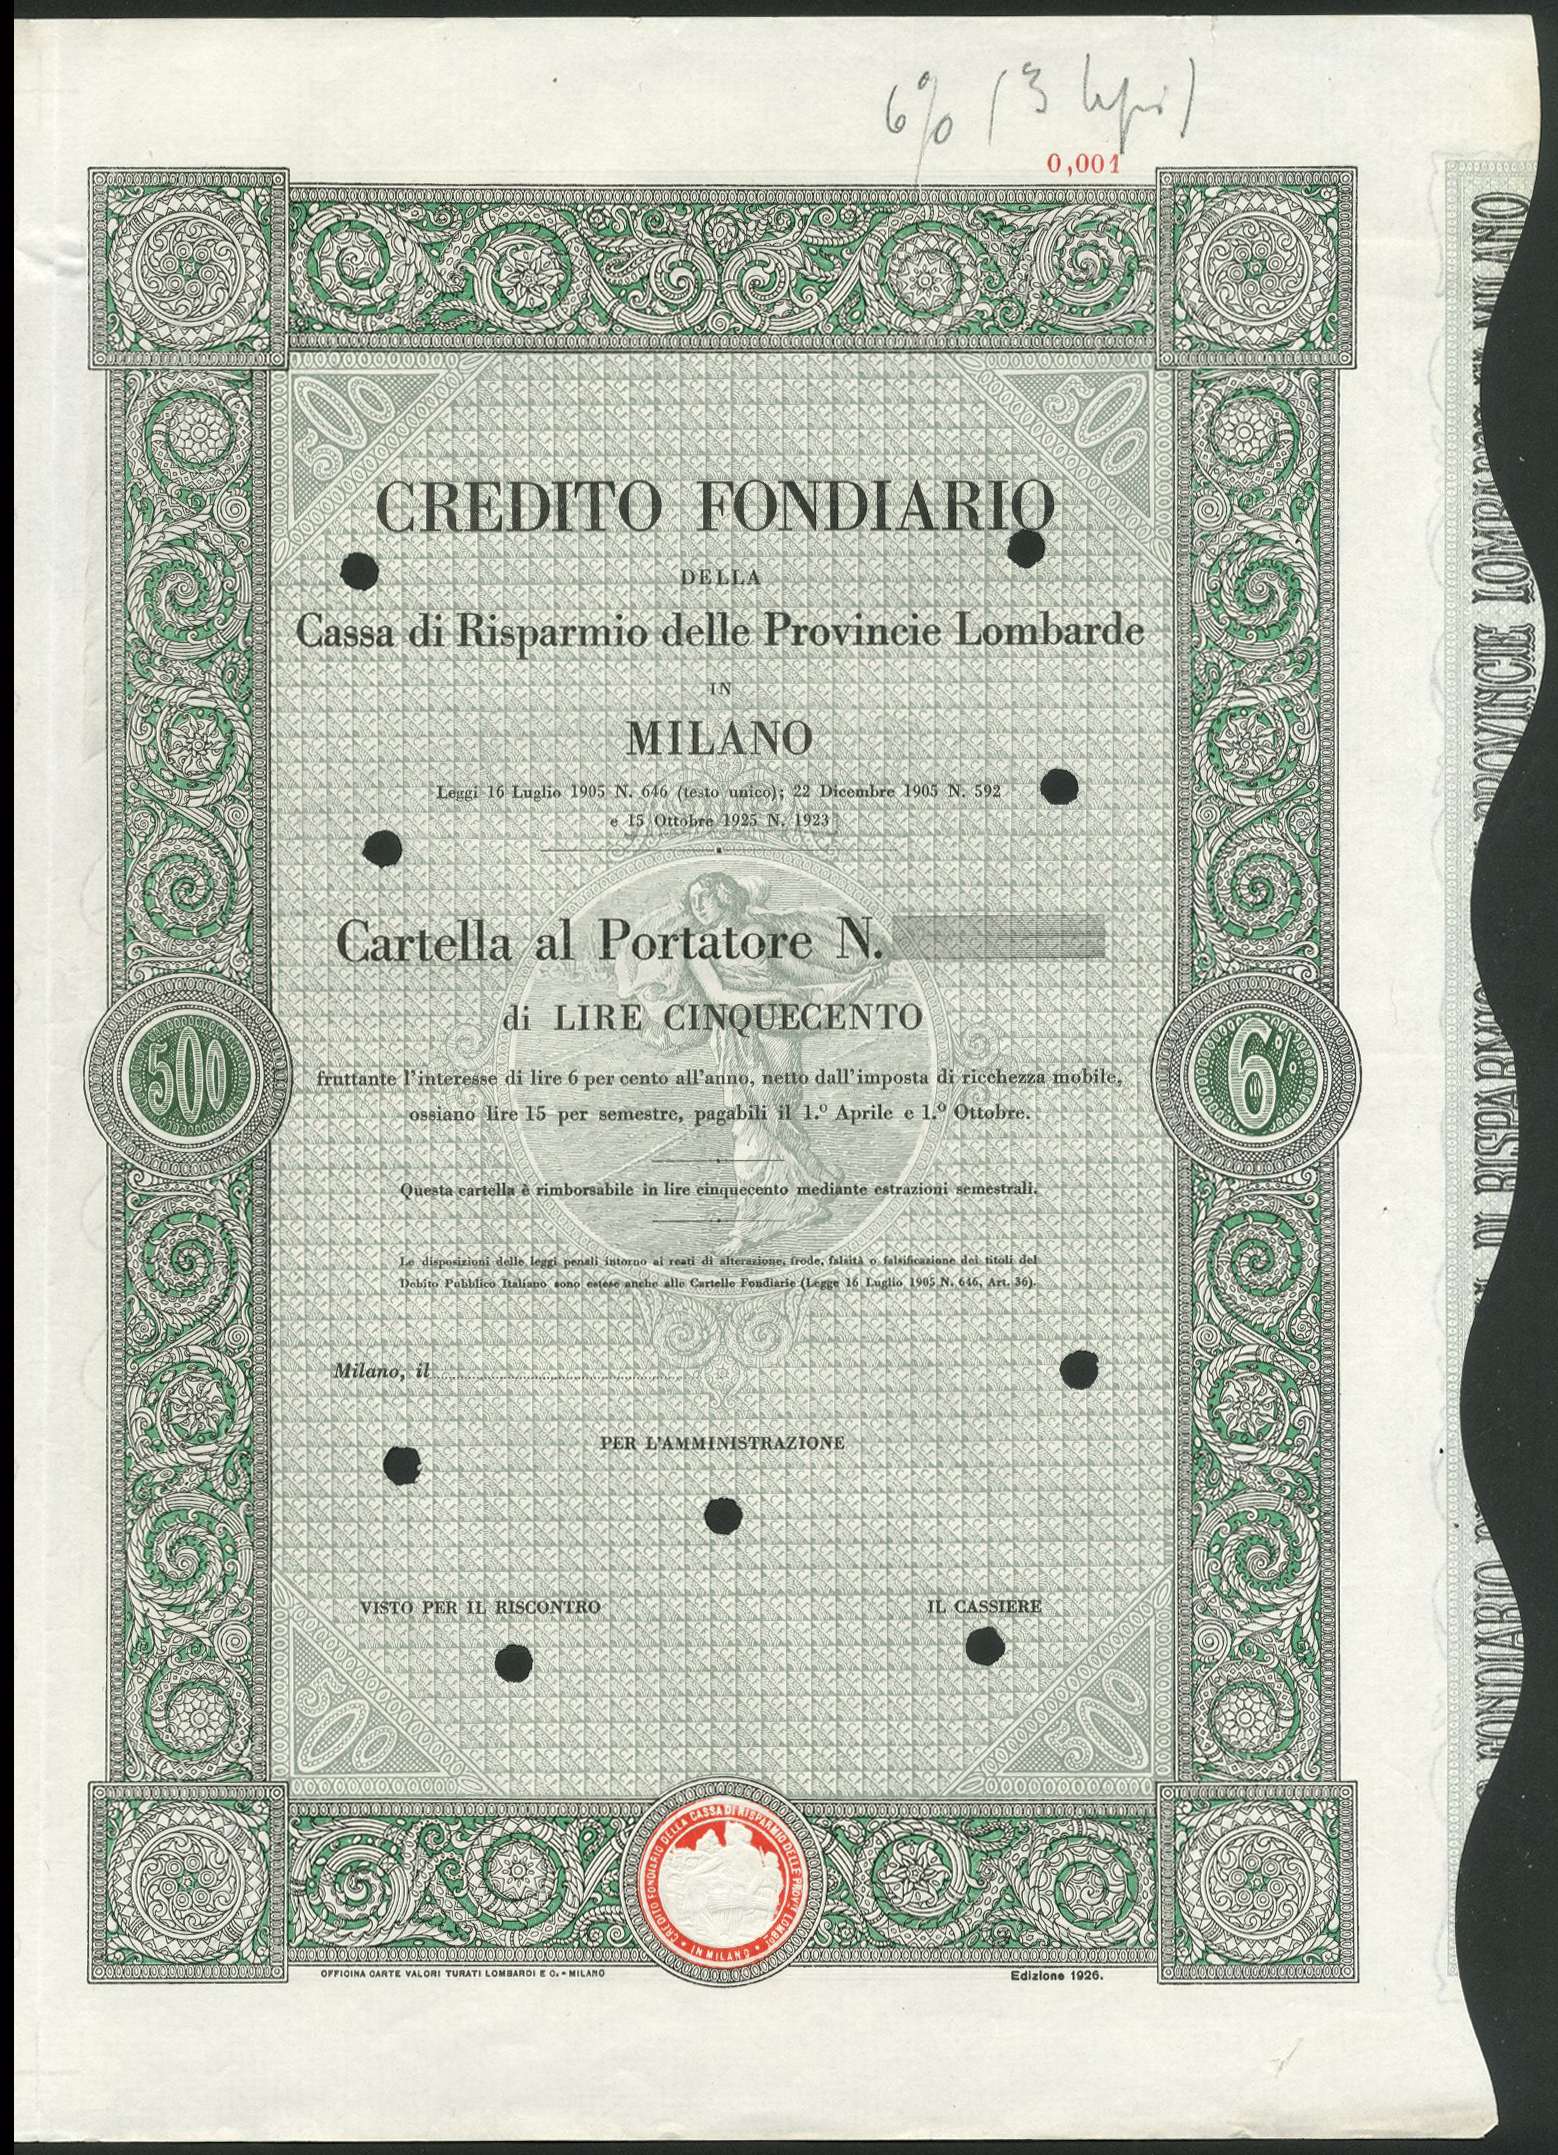 6% (3
0,001
500
500
CREDITO FONDIARIO
DELLA
Cassa di Risparmio delle Provincie Lombarde
IN
MILANO
Leggi 16 Luglio 1905 N. 646 (testo unico); 22 Dicembre 1905 N. 592
e 15 Ottobre 1925 N. 1923
Cartella al Portatore N.
di LIRE CINQUECENTO
500
6%
fruttante l'interesse di lire 6 per cento all'anno, netto dall'imposta di ricchezza mobile,
ossiano lire 15 per semestre, pagabili il 1.º Aprile e 1.º Ottobre.
Questa cartella è rimborsabile in lire cinquecento mediante estrazioni semestrali.
Le disposizioni delle leggi penali intorno ai reati di alterazione, frode, falsità o falsificazione dei titoli del
Debito Pubblico Italiano sono estese anche alle Cartelle Fondiarie (Legge 16 Luglio 1905 N. 646, Art. 36).
Milano, il
PER L'AMMINISTRAZIONE
VISTO PER IL RISCONTRO
IL CASSIERE
500
500
CREDITO FONDIARIO DELLA CASSA DI RISPARMIO DELLE PROV.ᴱ LOMB.ᴱ
IN MILANO
OFFICINA CARTE VALORI TURATI LOMBARDI E C. - MILANO
Edizione 1926.
FONDIARIO
DI RISPARMIO
PROVINCIE LOMBARDE
MILANO